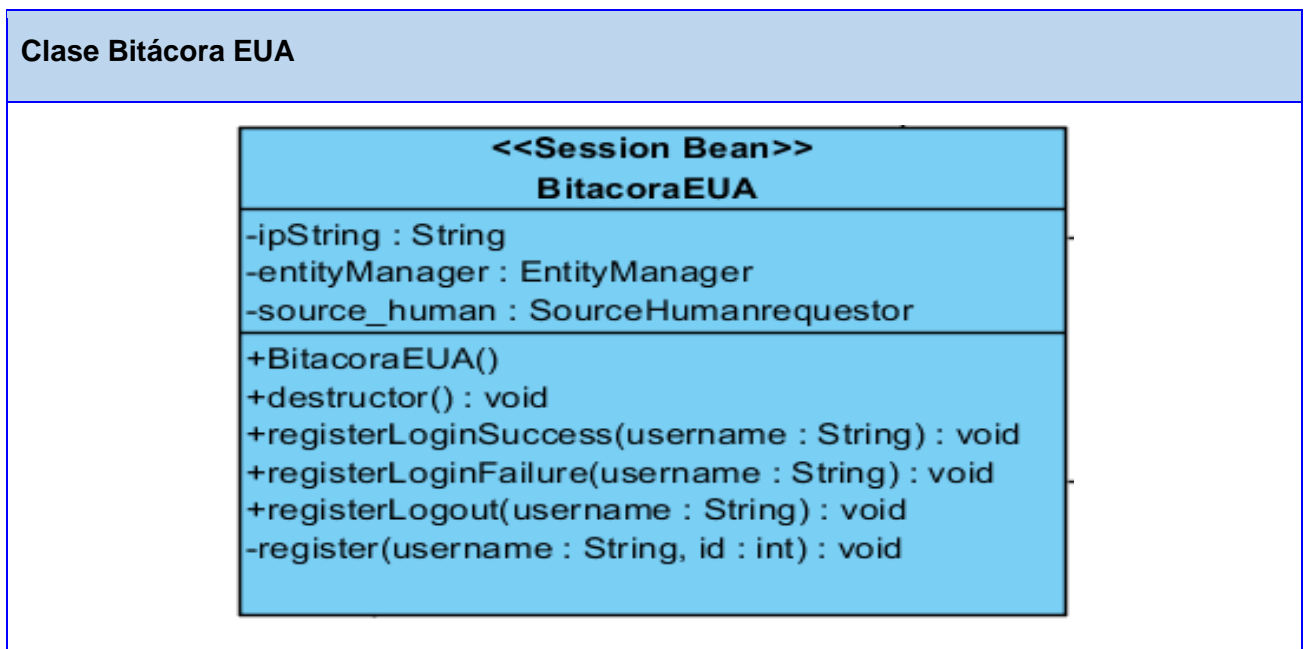 Clase Bitácora EUA
<<Session Bean>>
BitacoraEUA
-ipString : String
-entityManager : EntityManager
-source_human : SourceHumanrequestor
+BitacoraEUA()
+destructor() : void
+registerLoginSuccess(username : String) : void
+registerLoginFailure(username : String) : void
+registerLogout(username : String) : void
-register(username : String, id : int) : void